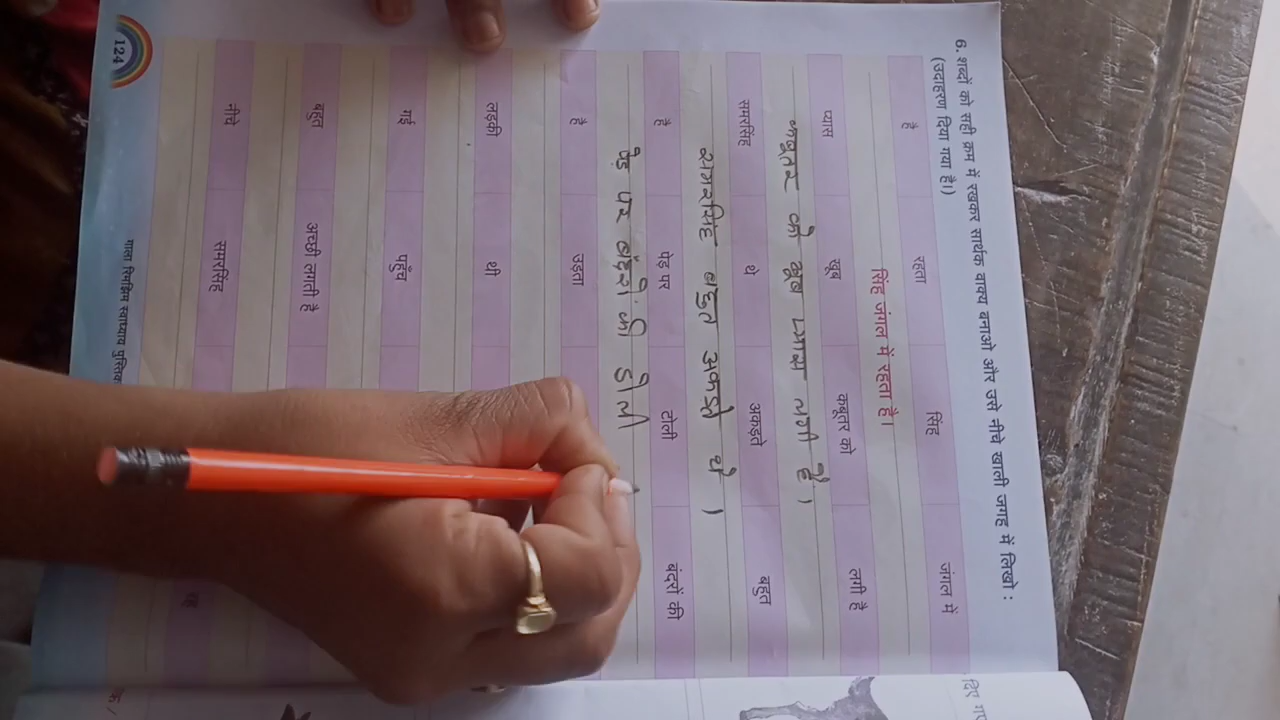 6. शब्दों को सही क्रम में रखकर सार्थक वाक्य बनाओ और उसे नीचे खाली जगह में लिखो :
(उदाहरण दिया गया है।)
है रहता सिंह जंगल में
सिंह जंगल में रहता है।
प्यास खूब कबूतर को लगी है
कबूतर को खूब प्यास लगी है ।
समरसिंह थे अकड़ते बहुत
समरसिंह बहुत अकड़ते थे ।
है पेड़ पर टोली बंदरों की
पेड़ पर बंदरों की टोली
है उड़ता
लड़की थी
गई पहुँच
बहुत अच्छी लगती है
नीचे समरसिंह
124
गाला स्वाध्याय